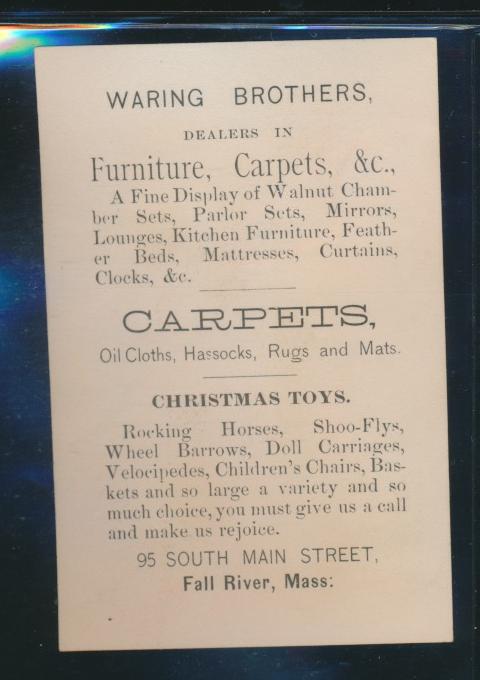 WARING BROTHERS,
DEALERS IN
Furniture, Carpets, &c.,
A Fine Display of Walnut Cham-
ber Sets, Parlor Sets, Mirrors,
Lounges, Kitchen Furniture, Feath-
er Beds, Mattresses, Curtains,
Clocks, &c.
CARPETS,
Oil Cloths, Hassocks, Rugs and Mats.
CHRISTMAS TOYS.
Rocking Horses, Shoo-Flys,
Wheel Barrows, Doll Carriages,
Velocipedes, Children's Chairs, Bas-
kets and so large a variety and so
much choice, you must give us a call
and make us rejoice.
95 SOUTH MAIN STREET,
Fall River, Mass: